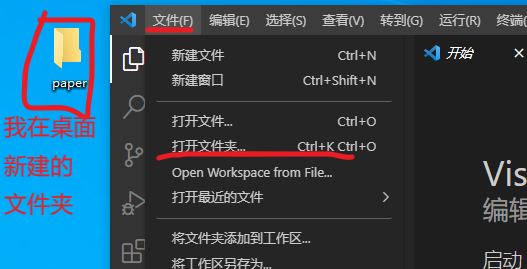 文件(F) 编辑(E) 选择(S) 查看(V) 转到(G) 运行(R) 终端
paper
我在桌面
新建的
文件夹
新建文件 Ctrl+N
新建窗口 Ctrl+Shift+N
打开文件... Ctrl+O
打开文件夹... Ctrl+K Ctrl+O
Open Workspace from File...
打开最近的文件
将文件夹添加到工作区...
将工作区另存为...
开始
Vis
编辑
启动